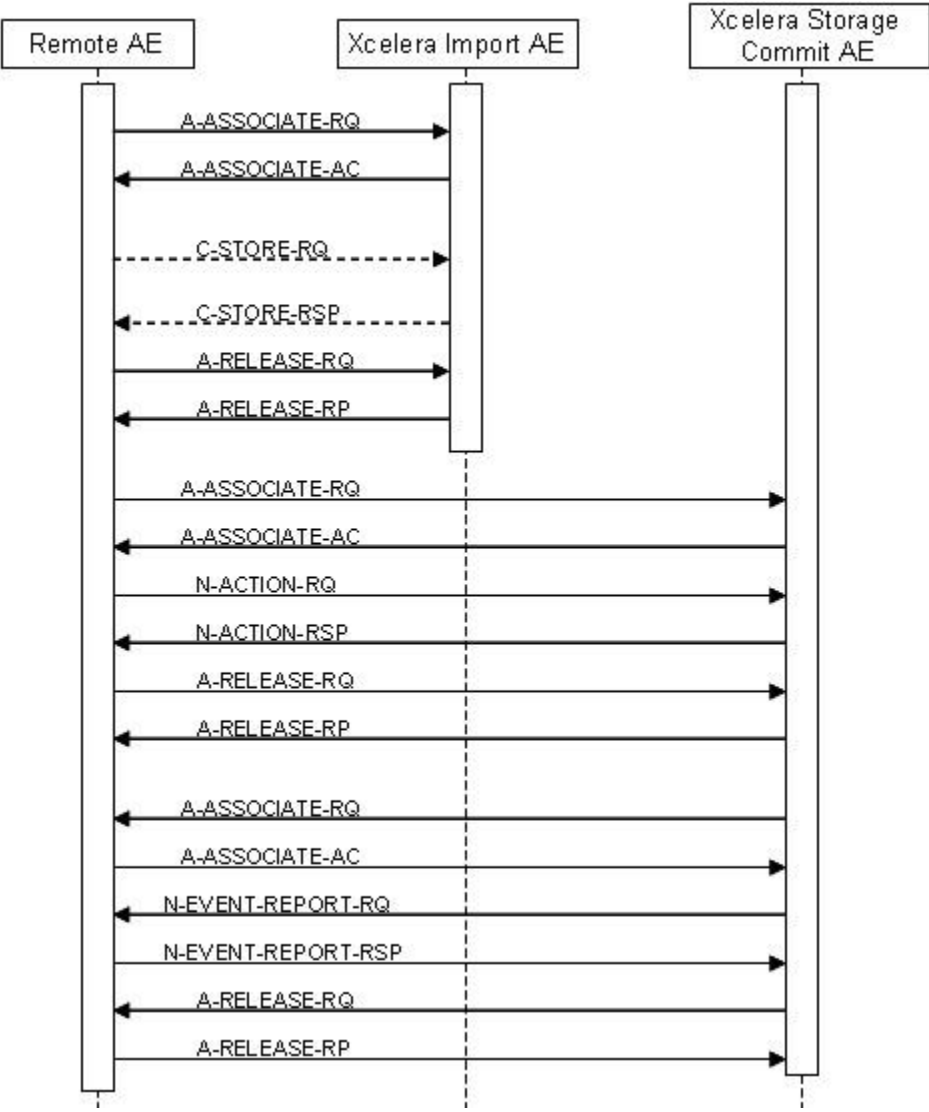 Remote AE
Xcelera Import AE
Xcelera Storage
Commit AE
A-ASSOCIATE-RQ
A-ASSOCIATE-AC
C-STORE-RQ
C-STORE-RSP
A-RELEASE-RQ
A-RELEASE-RP
A-ASSOCIATE-RQ
A-ASSOCIATE-AC
N-ACTION-RQ
N-ACTION-RSP
A-RELEASE-RQ
A-RELEASE-RP
A-ASSOCIATE-RQ
A-ASSOCIATE-AC
N-EVENT-REPORT-RQ
N-EVENT-REPORT-RSP
A-RELEASE-RQ
A-RELEASE-RP